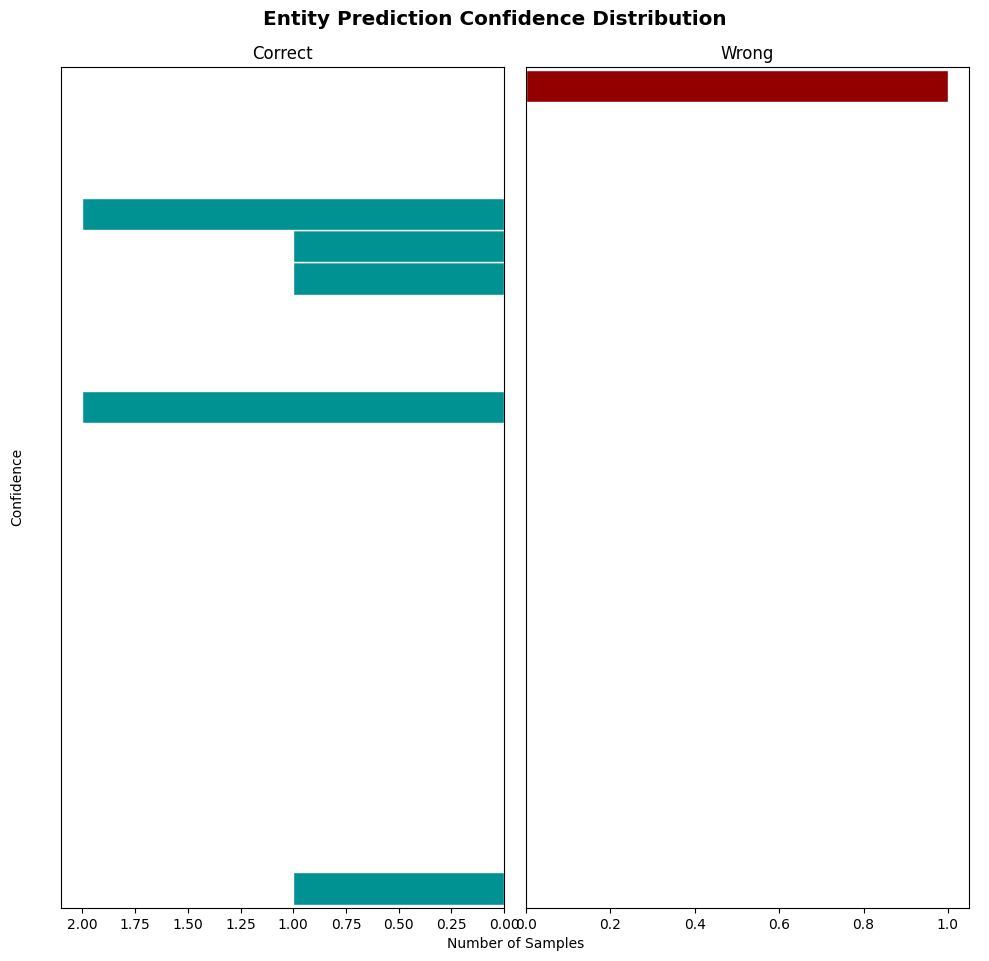 Entity Prediction Confidence Distribution
Correct
Wrong
Confidence
2.00 1.75 1.50 1.25 1.00 0.75 0.50 0.25 0.00
0.0 0.2 0.4 0.6 0.8 1.0
Number of Samples